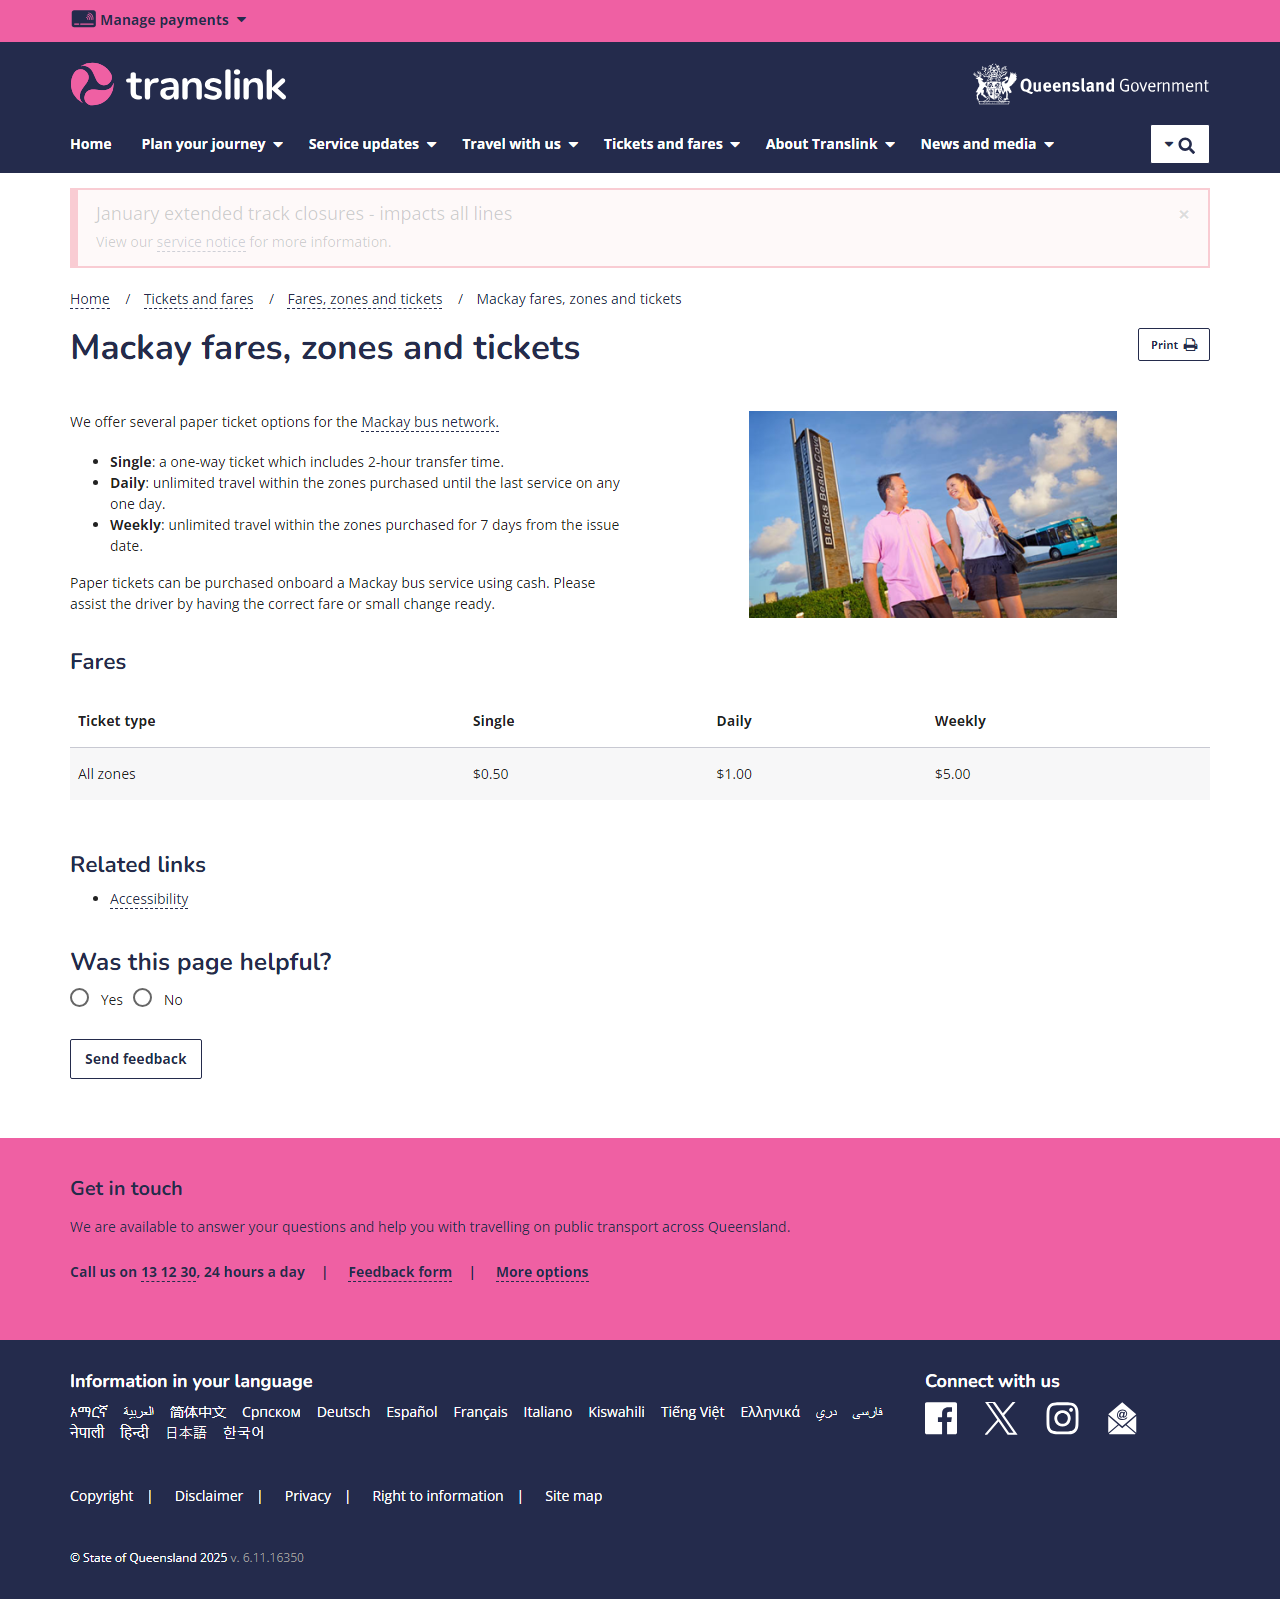 Manage payments
translink
Queensland Government
Home Plan your journey Service updates Travel with us Tickets and fares About Translink News and media
January extended track closures - impacts all lines
×
View our service notice for more information.
Home / Tickets and fares / Fares, zones and tickets / Mackay fares, zones and tickets
Mackay fares, zones and tickets
Print
We offer several paper ticket options for the Mackay bus network.
• Single: a one-way ticket which includes 2-hour transfer time.
• Daily: unlimited travel within the zones purchased until the last service on any
one day.
• Weekly: unlimited travel within the zones purchased for 7 days from the issue
date.
Paper tickets can be purchased onboard a Mackay bus service using cash. Please
assist the driver by having the correct fare or small change ready.
Blacks Beach Cove
Fares
Ticket type Single Daily Weekly
All zones $0.50 $1.00 $5.00
Related links
• Accessibility
Was this page helpful?
Yes No
Send feedback
Get in touch
We are available to answer your questions and help you with travelling on public transport across Queensland.
Call us on 13 12 30, 24 hours a day | Feedback form | More options
Information in your language
አማርኛ العربية 简体中文 Српском Deutsch Español Français Italiano Kiswahili Tiếng Việt Ελληνικά دري فارسی
नेपाली हिन्दी 日本語 한국어
Connect with us
Copyright | Disclaimer | Privacy | Right to information | Site map
© State of Queensland 2025 v. 6.11.16350